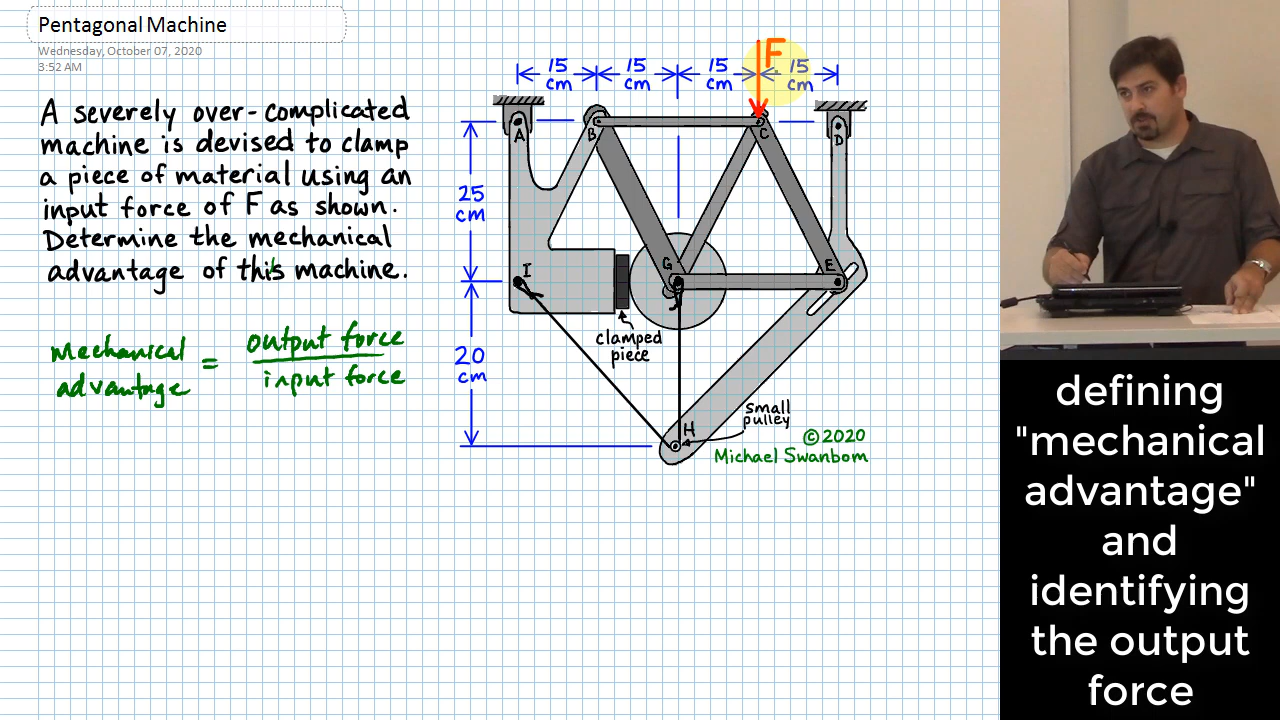 Pentagonal Machine
Wednesday, October 07, 2020
3:52 AM
A severely over-complicated
machine is devised to clamp
a piece of material using an
input force of F as shown.
Determine the mechanical
advantage of this machine.
Mechanical
advantage
=
output force
input force
F
15
cm
15
cm
15
cm
15
cm
A
B
C
D
25
cm
I
G
E
clamped
piece
20
cm
H
small
pulley
©2020
Michael Swanbom
defining
"mechanical
advantage"
and
identifying
the output
force